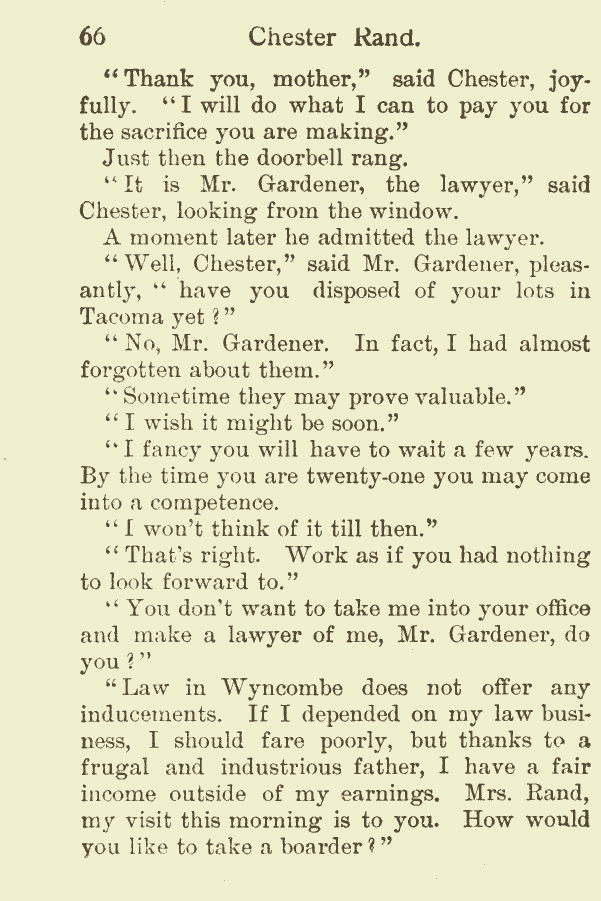 66 Chester Rand.
“Thank you, mother,” said Chester, joy-
fully. “I will do what I can to pay you for
the sacrifice you are making.”
Just then the doorbell rang.
“It is Mr. Gardener, the lawyer,” said
Chester, looking from the window.
A moment later he admitted the lawyer.
“Well, Chester,” said Mr. Gardener, pleas-
antly, “ have you disposed of your lots in
Tacoma yet?”
“No, Mr. Gardener. In fact, I had almost
forgotten about them.”
“Sometime they may prove valuable.”
“I wish it might be soon.”
“I fancy you will have to wait a few years.
By the time you are twenty-one you may come
into a competence.
“I won’t think of it till then.”
“That’s right. Work as if you had nothing
to look forward to.”
“You don’t want to take me into your office
and make a lawyer of me, Mr. Gardener, do
you?”
“Law in Wyncombe does not offer any
inducements. If I depended on my law busi-
ness, I should fare poorly, but thanks to a
frugal and industrious father, I have a fair
income outside of my earnings. Mrs. Rand,
my visit this morning is to you. How would
you like to take a boarder?”